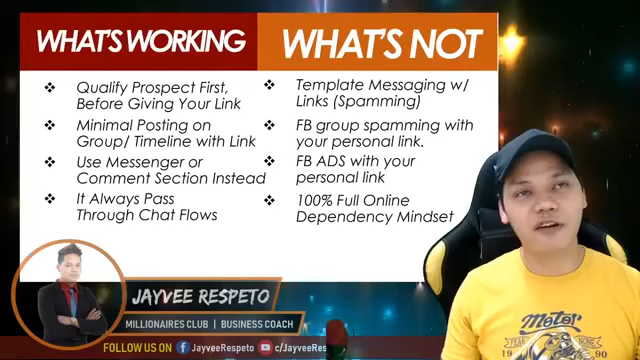 WHAT'S WORKING
WHAT'S NOT
❖ Qualify Prospect First,
Before Giving Your Link
❖ Minimal Posting on
Group/ Timeline with Link
❖ Use Messenger or
Comment Section Instead
❖ It Always Pass
Through Chat Flows
❖ Template Messaging w/
Links (Spamming)
❖ FB group spamming with
your personal link.
❖ FB ADS with your
personal link
❖ 100% Full Online
Dependency Mindset
JAYVEE RESPETO
MILLIONAIRES CLUB | BUSINESS COACH
FOLLOW US ON JayveeRespeto c/JayveeRes
Motor
19 90